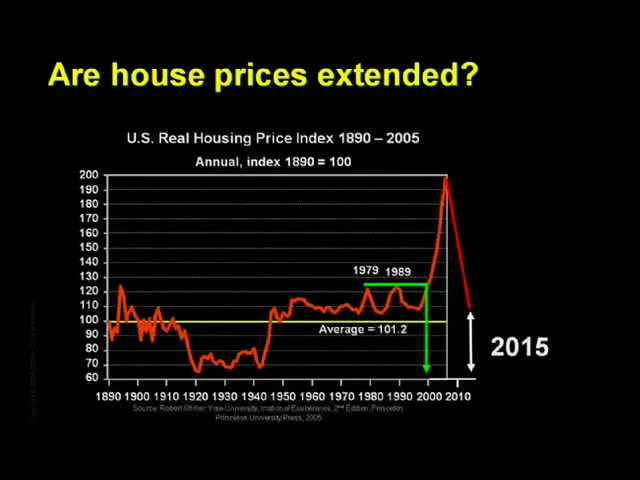 Are house prices extended?
U.S. Real Housing Price Index 1890 – 2005
Annual, index 1890 = 100
200
190
180
170
160
150
140
130
120
110
100
90
80
70
60
1979 1989
Average = 101.2
2015
1890 1900 1910 1920 1930 1940 1950 1960 1970 1980 1990 2000 2010
Source: Robert Shiller, Yale University, Irrational Exuberance, 2nd Edition, Princeton
Princeton University Press, 2005